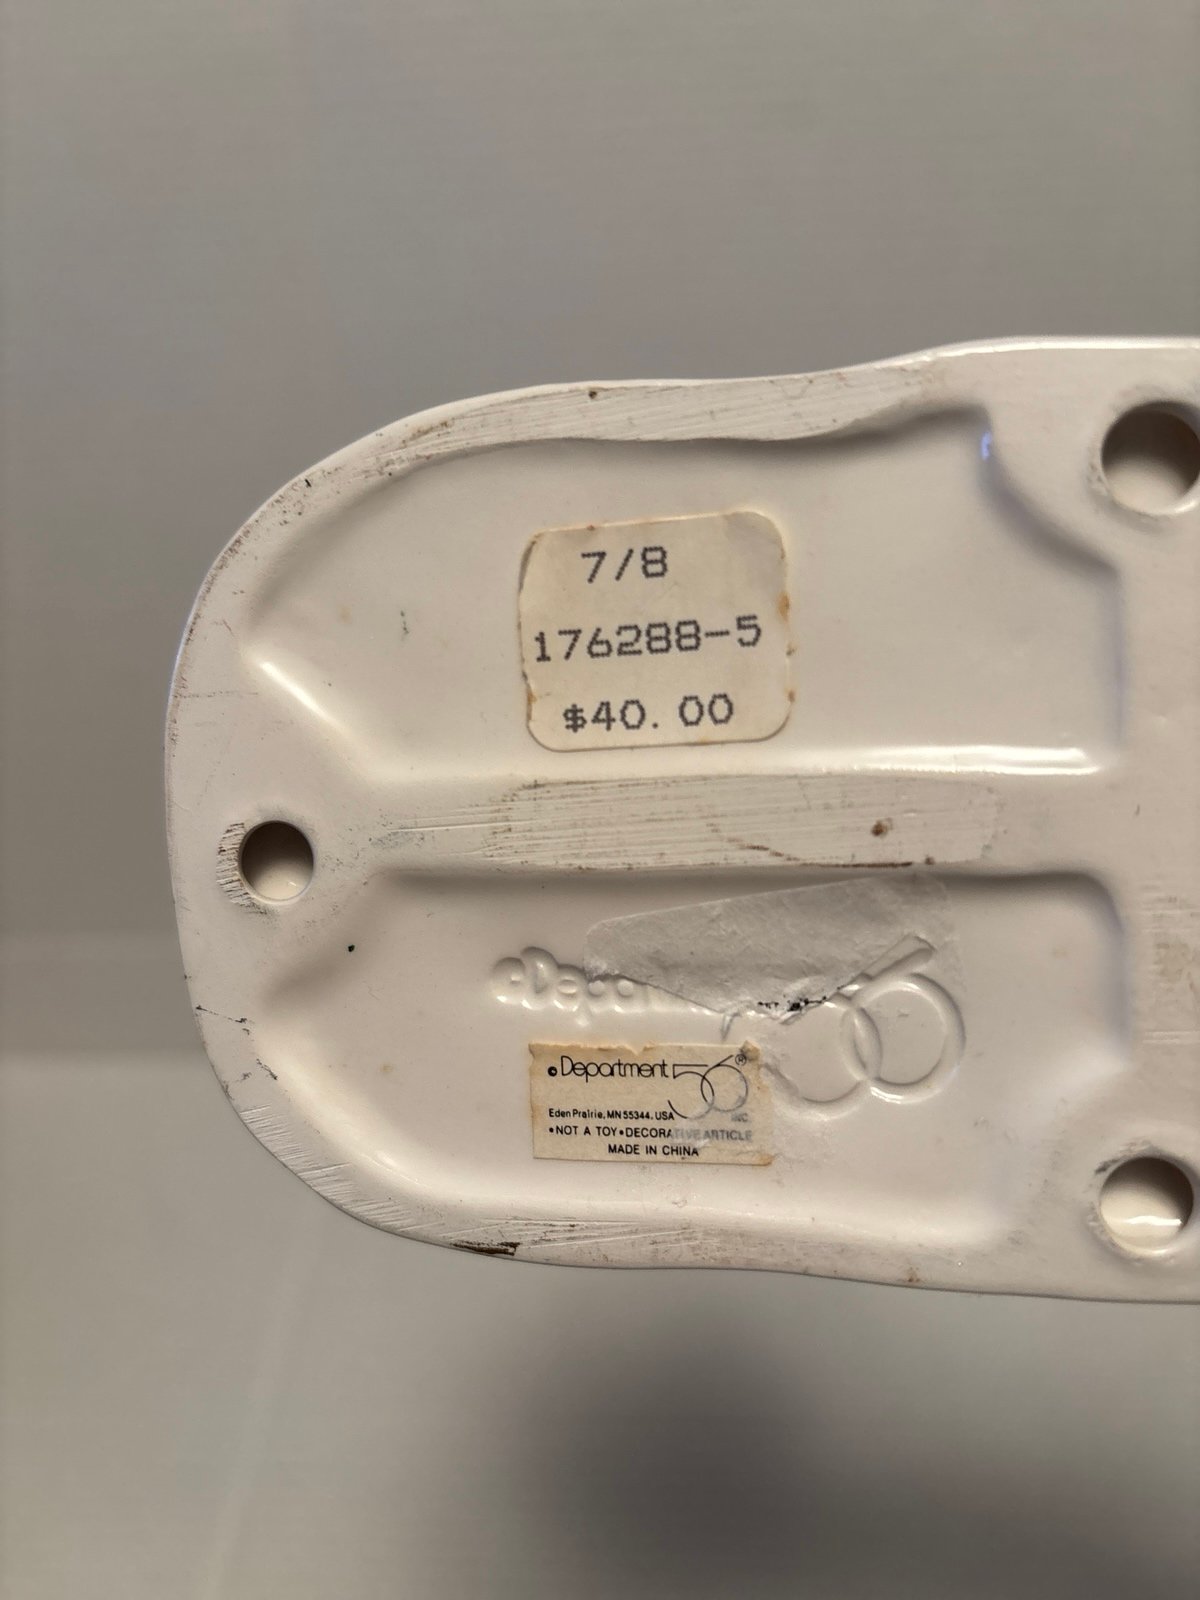 7/8
176288-5
$40.00
© Department 56 ®
Eden Prairie, MN 55344, USA INC.
•NOT A TOY•DECORATIVE ARTICLE
MADE IN CHINA